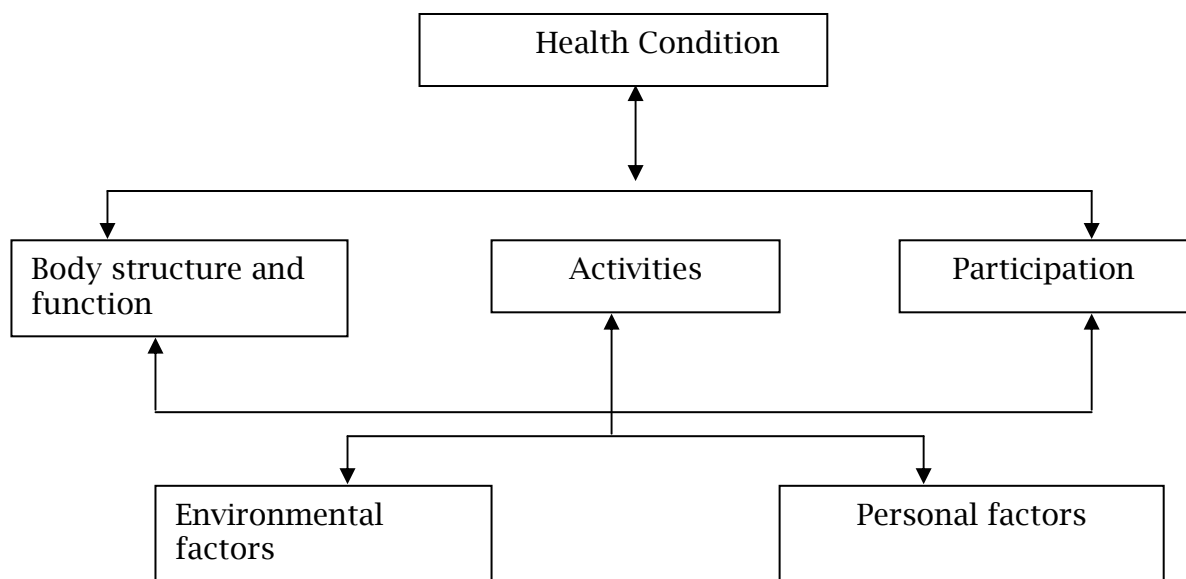 Health Condition
Body structure and
function
Activities
Participation
Environmental
factors
Personal factors